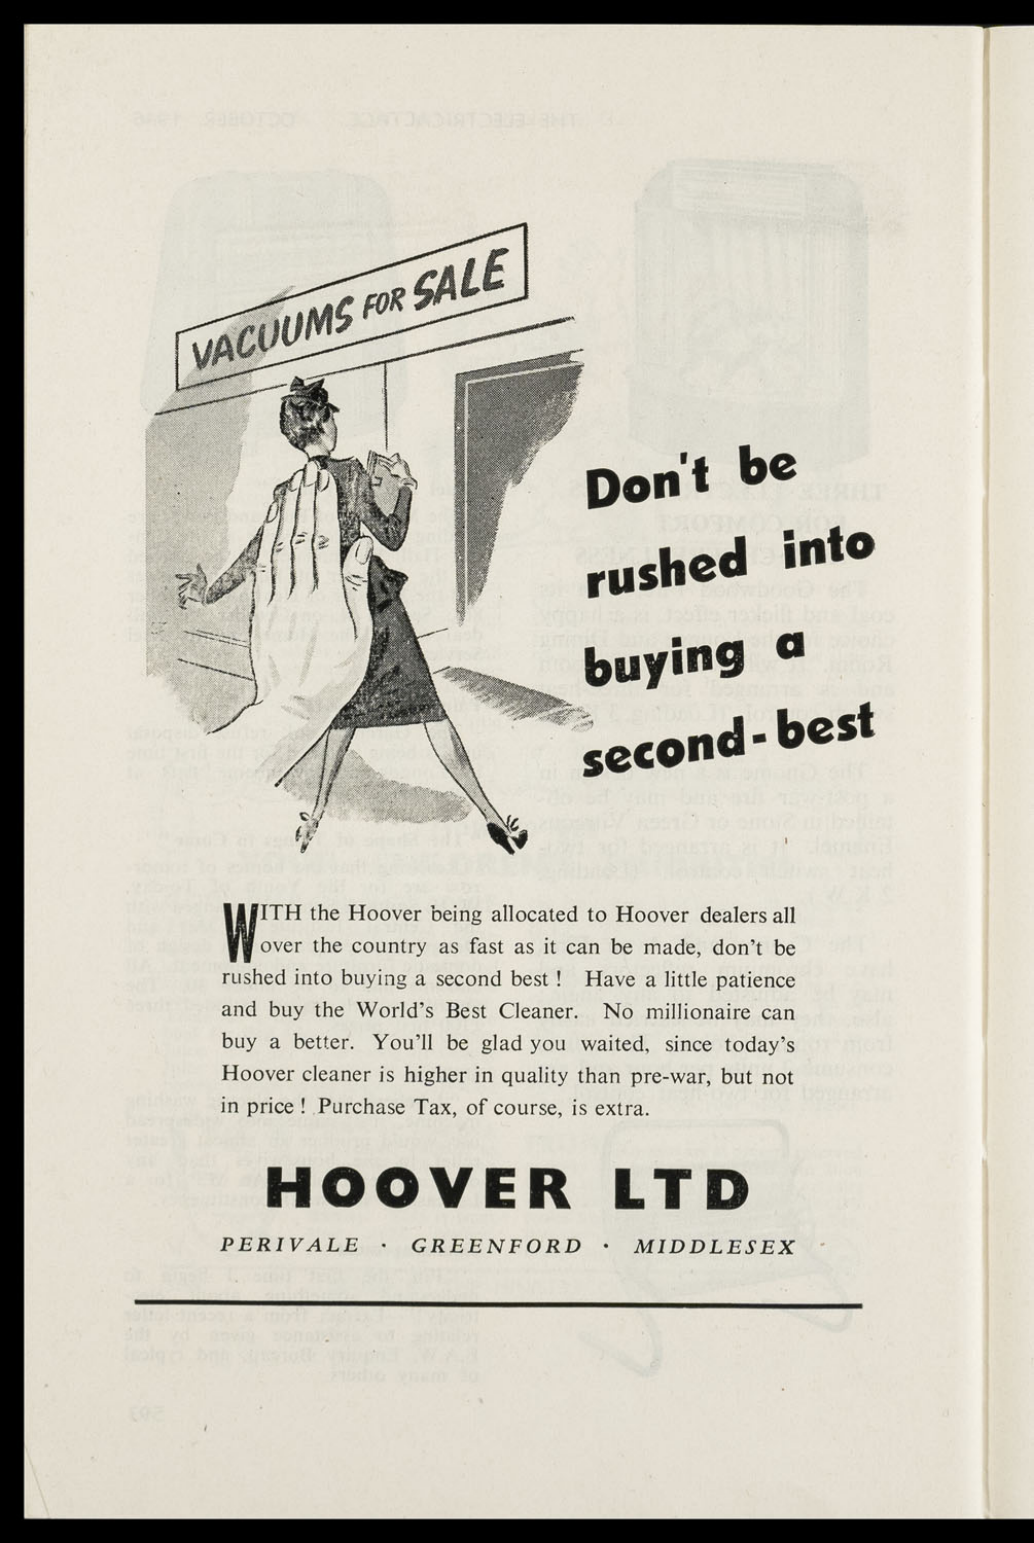 VACUUMS FOR SALE
Don't be
rushed into
buying a
second-best
WITH the Hoover being allocated to Hoover dealers all
over the country as fast as it can be made, don't be
rushed into buying a second best ! Have a little patience
and buy the World's Best Cleaner. No millionaire can
buy a better. You'll be glad you waited, since today's
Hoover cleaner is higher in quality than pre-war, but not
in price ! Purchase Tax, of course, is extra.
HOOVER LTD
PERIVALE · GREENFORD · MIDDLESEX